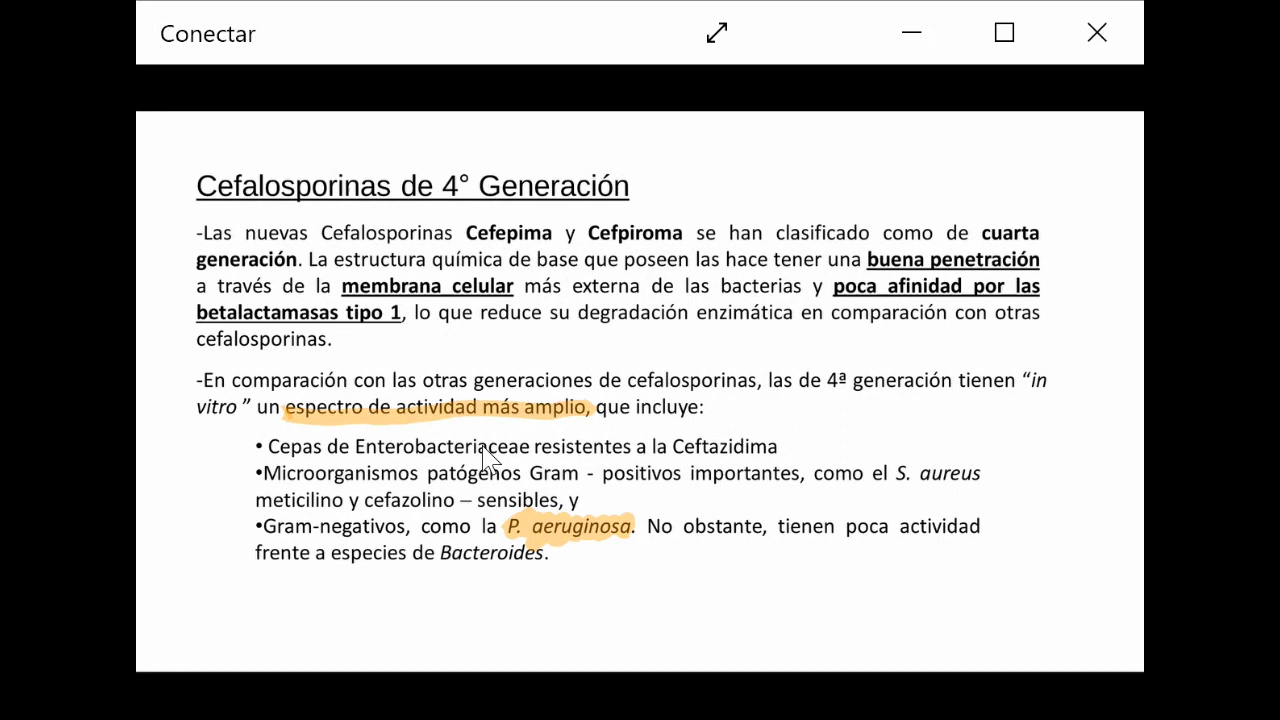 Conectar
Cefalosporinas de 4° Generación
-Las nuevas Cefalosporinas Cefepima y Cefpiroma se han clasificado como de cuarta
generación. La estructura química de base que poseen las hace tener una buena penetración
a través de la membrana celular más externa de las bacterias y poca afinidad por las
betalactamasas tipo 1, lo que reduce su degradación enzimática en comparación con otras
cefalosporinas.
-En comparación con las otras generaciones de cefalosporinas, las de 4ª generación tienen “in
vitro ” un espectro de actividad más amplio, que incluye:
• Cepas de Enterobacteriaceae resistentes a la Ceftazidima
•Microorganismos patógenos Gram - positivos importantes, como el S. aureus
meticilino y cefazolino – sensibles, y
•Gram-negativos, como la P. aeruginosa. No obstante, tienen poca actividad
frente a especies de Bacteroides.